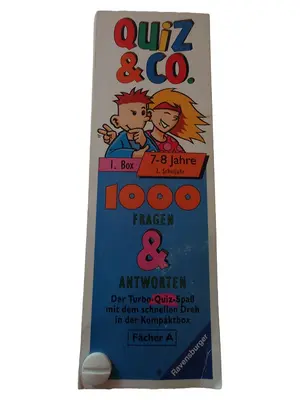 QUiZ
& CO.
1. Box
7-8 Jahre
2. Schuljahr
1000
FRAGEN
&
ANTWORTEN
Der Turbo-Quiz-Spaß
mit dem schnellen Dreh
in der Kompaktbox
Fächer A
Ravensburger